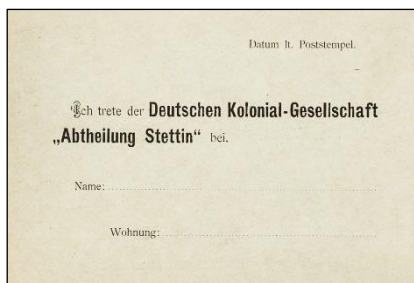 Datum lt. Poststempel.
Ich trete der Deutschen Kolonial-Gesellschaft
„Abtheilung Stettin“ bei.
Name:
Wohnung: